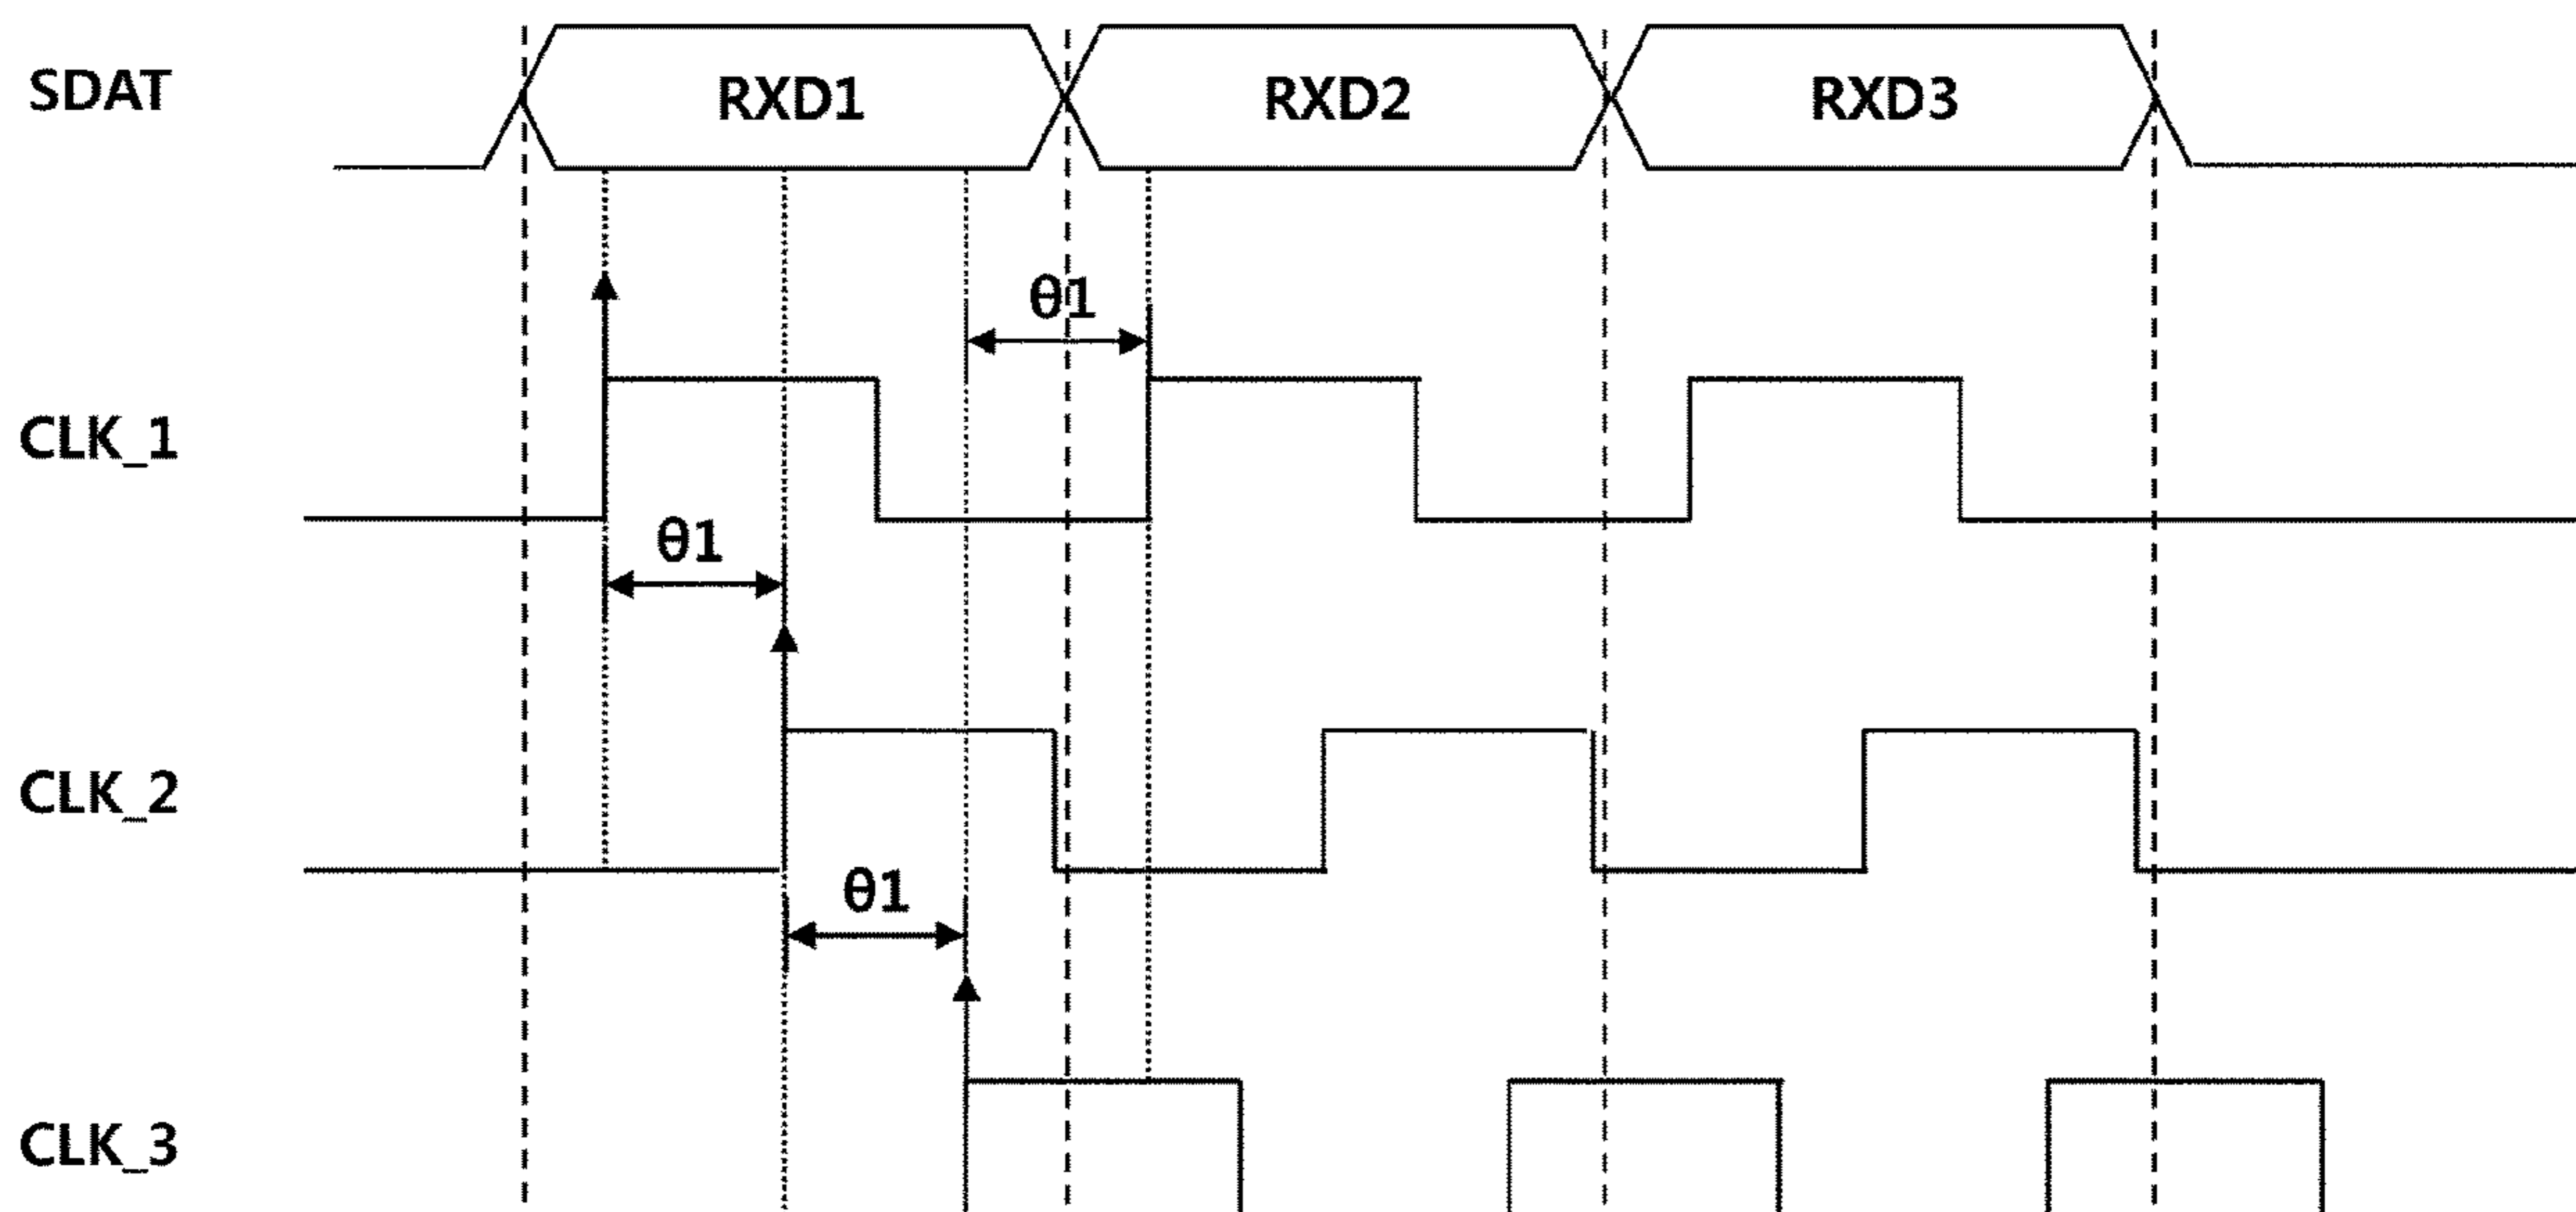 SDAT RXD1 RXD2 RXD3
θ1
CLK_1
θ1
CLK_2
θ1
CLK_3